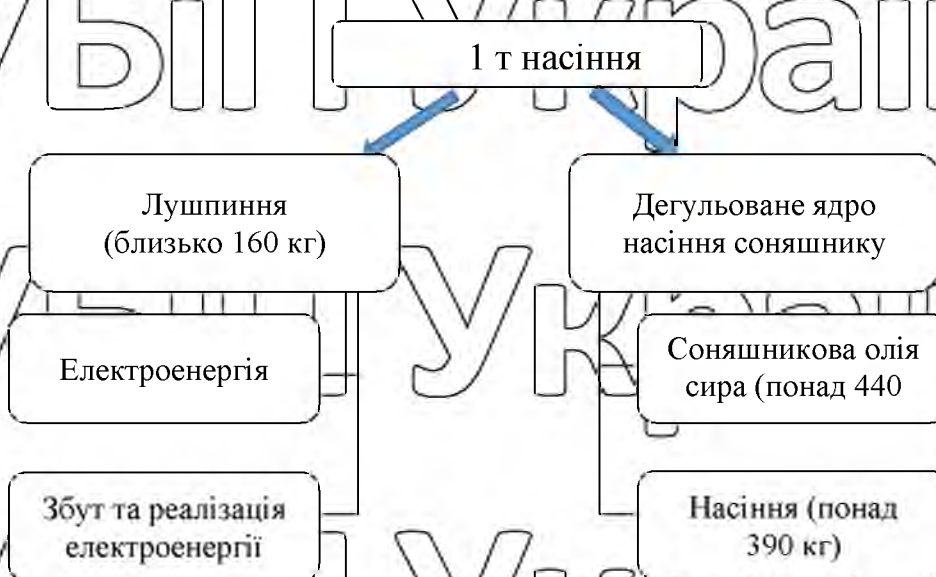 1 т насіння
Лушпиння
(близько 160 кг)
Дегульоване ядро
насіння соняшнику
Електроенергія
Соняшникова олія
сира (понад 440
Збут та реалізація
електроенергії
Насіння (понад
390 кг)